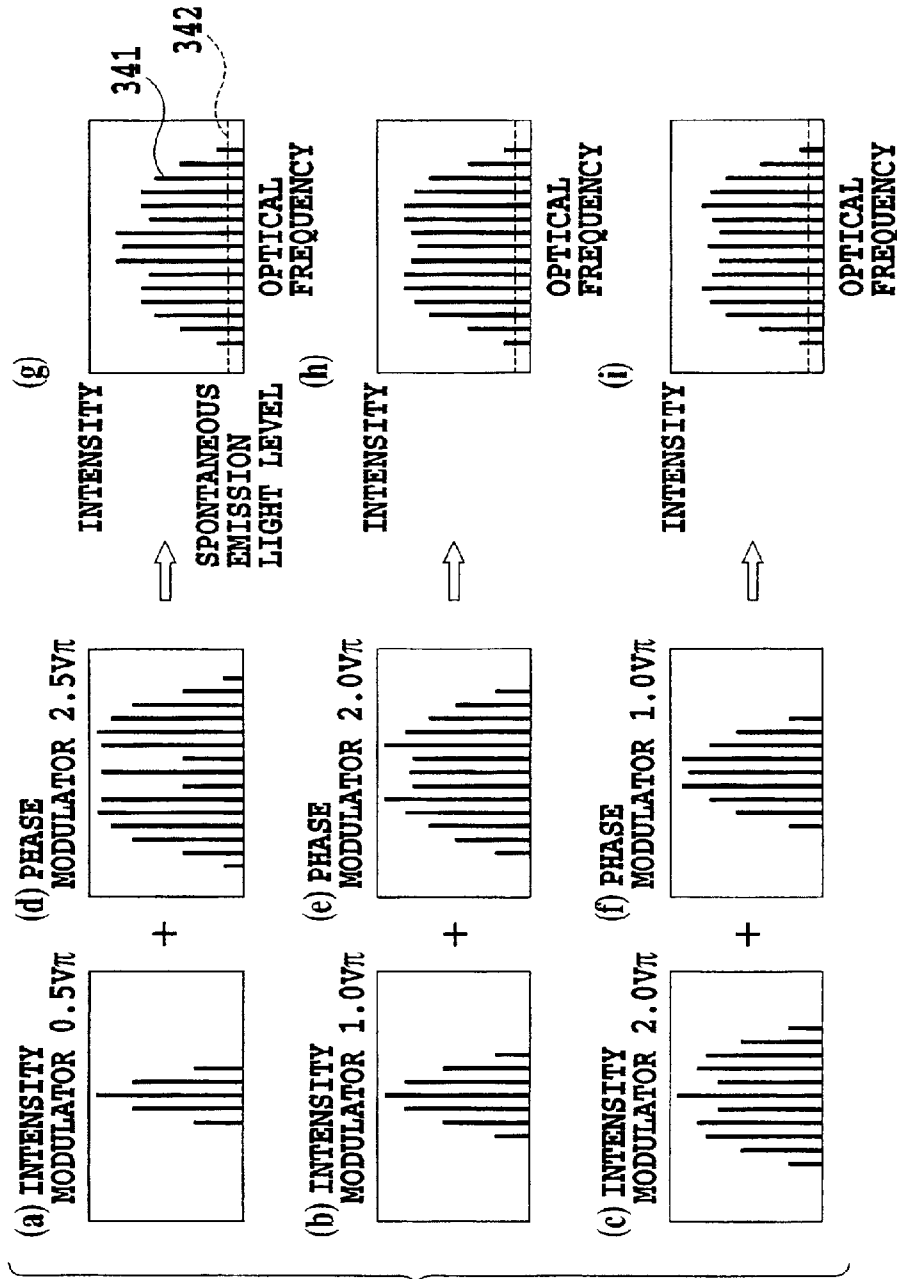 (a) INTENSITY
MODULATOR 0.5Vπ
(d) PHASE
MODULATOR 2.5Vπ
(g)
INTENSITY
341
342
SPONTANEOUS
EMISSION
LIGHT LEVEL
OPTICAL
FREQUENCY
+
(b) INTENSITY
MODULATOR 1.0Vπ
(e) PHASE
MODULATOR 2.0Vπ
(h)
INTENSITY
OPTICAL
FREQUENCY
+
(c) INTENSITY
MODULATOR 2.0Vπ
(f) PHASE
MODULATOR 1.0Vπ
(i)
INTENSITY
OPTICAL
FREQUENCY
+